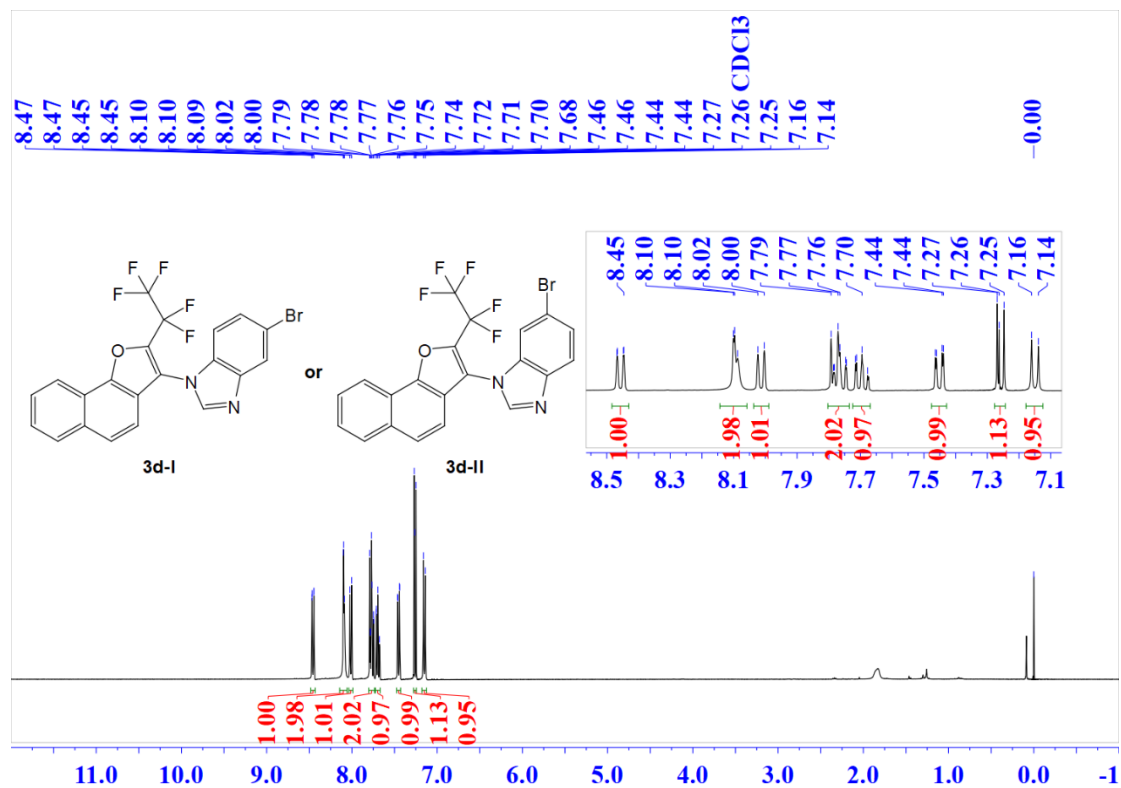 8.47
8.47
8.45
8.45
8.10
8.10
8.09
8.02
8.00
7.79
7.78
7.78
7.77
7.76
7.75
7.74
7.72
7.71
7.70
7.68
7.46
7.46
7.44
7.44
7.27
7.26 CDCl3
7.25
7.16
7.14
0.00
8.45
8.10
8.10
8.02
8.00
7.79
7.77
7.76
7.70
7.44
7.44
7.27
7.26
7.25
7.16
7.14
F
F
F
F
F
O
N
N
Br
3d-I
or
F
F
F
F
F
O
N
N
Br
3d-II
1.00
1.98
1.01
2.02
0.97
0.99
1.13
0.95
8.5 8.3 8.1 7.9 7.7 7.5 7.3 7.1
1.00
1.98
1.01
2.02
0.97
0.99
1.13
0.95
11.0 10.0 9.0 8.0 7.0 6.0 5.0 4.0 3.0 2.0 1.0 0.0 -1